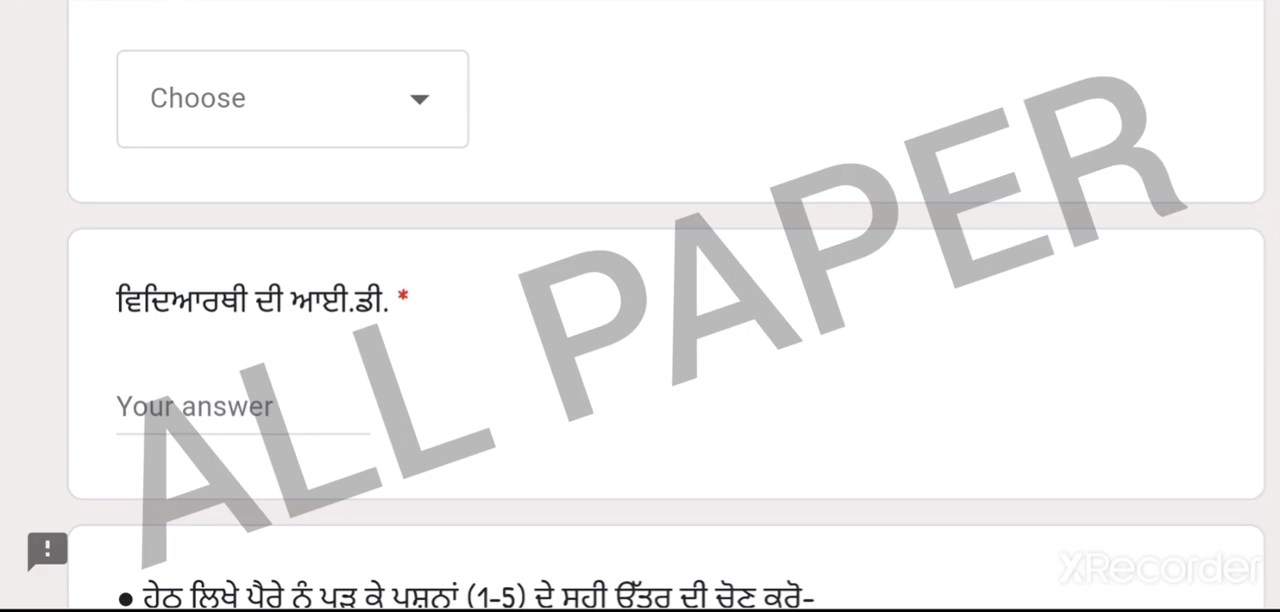 Choose
ਵਿਦਿਆਰਥੀ ਦੀ ਆਈ.ਡੀ. *
Your answer
ALL PAPER
XRecorder
• ਹੇਠ ਲਿਖੇ ਪੈਰੇ ਨੂੰ ਪੜ੍ਹ ਕੇ ਪ੍ਰਸ਼ਨਾਂ (1-5) ਦੇ ਸਹੀ ਉੱਤਰ ਦੀ ਚੋਣ ਕਰੋ-